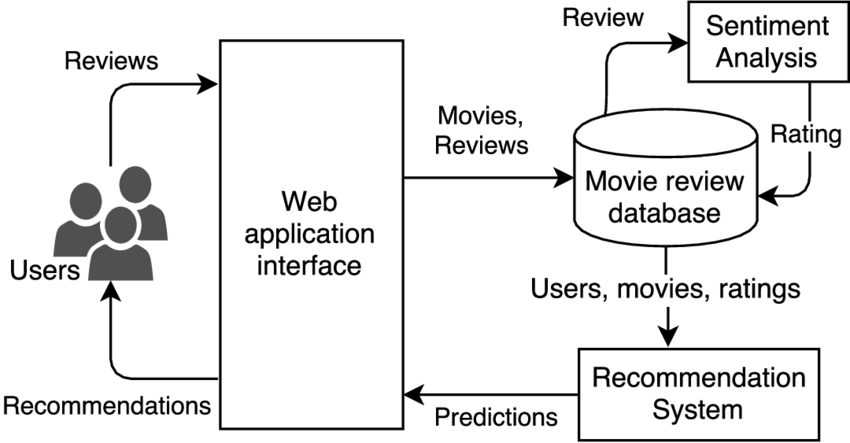 Review
Sentiment
Analysis
Reviews
Movies,
Reviews
Rating
Movie review
database
Web
application
interface
Users
Users, movies, ratings
Recommendations
Predictions
Recommendation
System